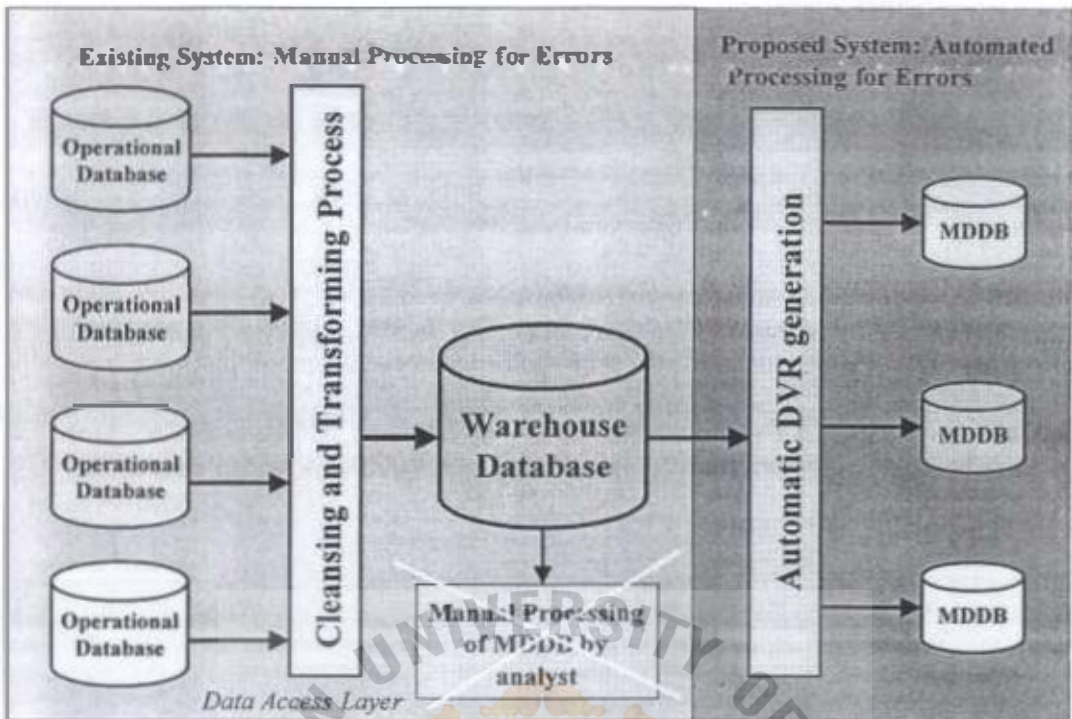 Existing System: Manual Processing for Errors
Proposed System: Automated
Processing for Errors
Operational
Database
Operational
Database
Operational
Database
Operational
Database
Cleansing and Transforming Process
Warehouse
Database
Manual Processing
of MDDB by
analyst
Data Access Layer
Automatic DVR generation
MDDB
MDDB
MDDB
UNIVERSITY